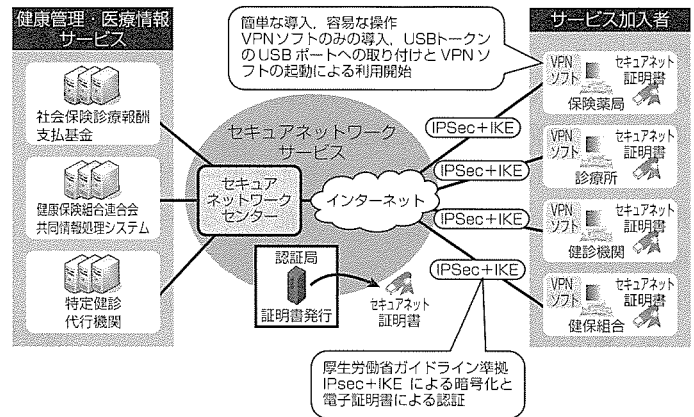 健康管理・医療情報
サービス
社会保険診療報酬
支払基金
健康保険組合連合会
共同情報処理システム
特定健診
代行機関
簡単な導入，容易な操作
VPNソフトのみの導入，USBトークン
のUSBポートへの取り付けとVPNソ
フトの起動による利用開始
セキュアネットワーク
サービス
セキュア
ネットワーク
センター
インターネット
認証局
証明書発行
セキュアネット
証明書
IPSec+IKE
IPSec+IKE
IPSec+IKE
IPSec+IKE
厚生労働省ガイドライン準拠
IPsec+IKEによる暗号化と
電子証明書による認証
サービス加入者
VPN
ソフト
セキュアネット
証明書
保険薬局
VPN
ソフト
セキュアネット
証明書
診療所
VPN
ソフト
セキュアネット
証明書
健診機関
VPN
ソフト
セキュアネット
証明書
健保組合